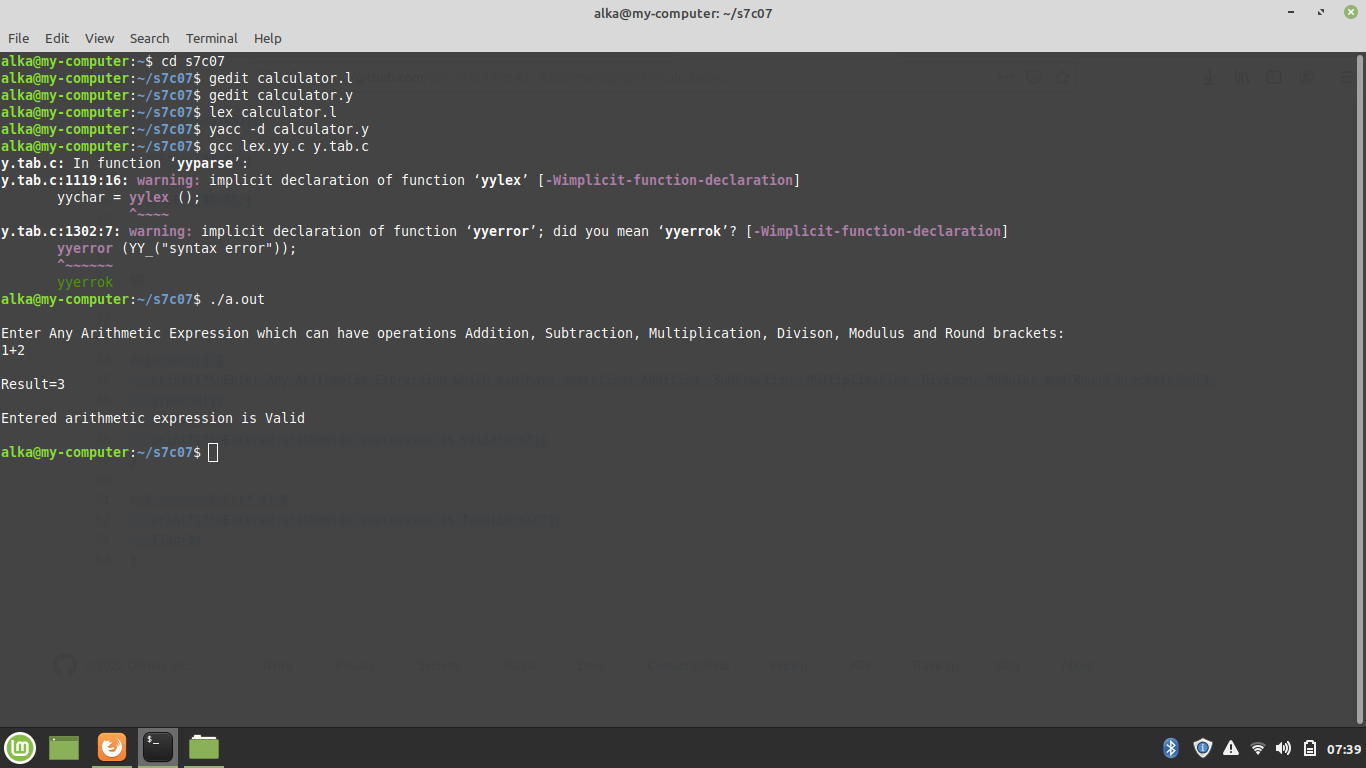 alka@my-computer: ~/s7c07
File Edit View Search Terminal Help
alka@my-computer:~$ cd s7c07
alka@my-computer:~/s7c07$ gedit calculator.l
alka@my-computer:~/s7c07$ gedit calculator.y
alka@my-computer:~/s7c07$ lex calculator.l
alka@my-computer:~/s7c07$ yacc -d calculator.y
alka@my-computer:~/s7c07$ gcc lex.yy.c y.tab.c
y.tab.c: In function ‘yyparse’:
y.tab.c:1119:16: warning: implicit declaration of function ‘yylex’ [-Wimplicit-function-declaration]
yychar = yylex ();
^~~~~
y.tab.c:1302:7: warning: implicit declaration of function ‘yyerror’; did you mean ‘yyerrok’? [-Wimplicit-function-declaration]
yyerror (YY_("syntax error"));
^~~~~~~
yyerrok
alka@my-computer:~/s7c07$ ./a.out
Enter Any Arithmetic Expression which can have operations Addition, Subtraction, Multiplication, Divison, Modulus and Round brackets:
1+2
Result=3
Entered arithmetic expression is Valid
alka@my-computer:~/s7c07$
07:39